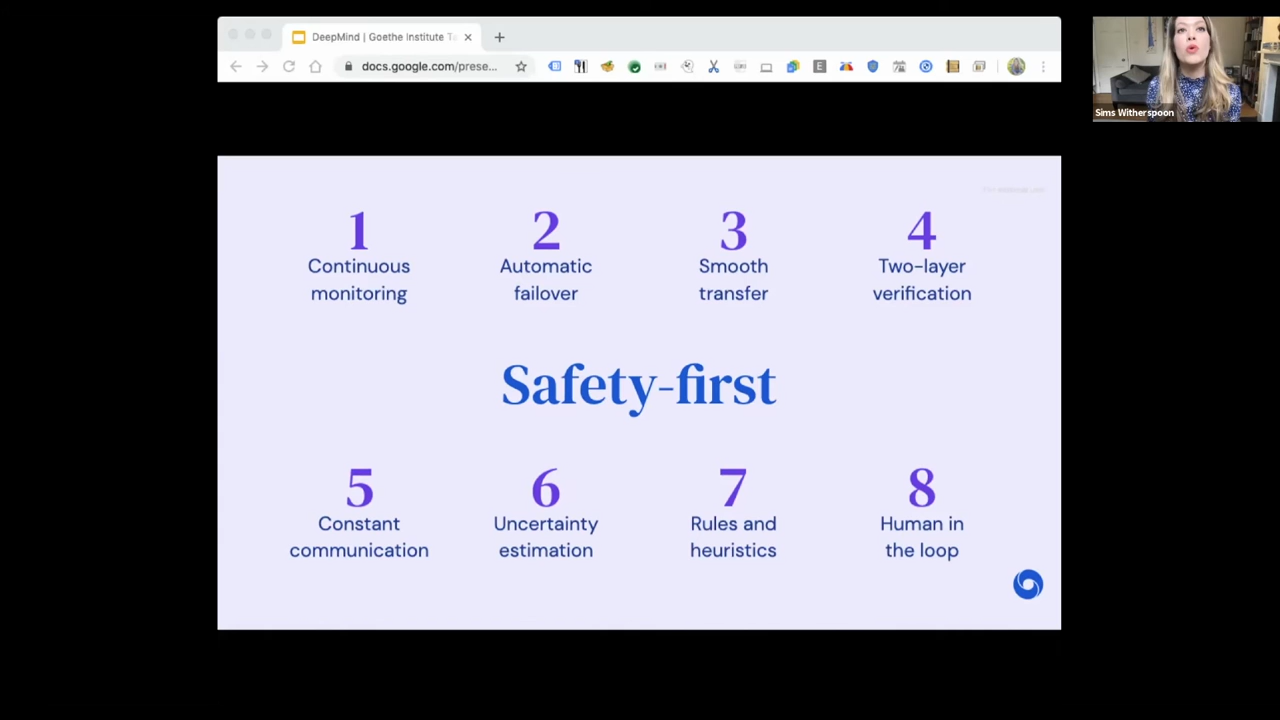 DeepMind | Goethe Institute T
docs.google.com/prese...
Sims Witherspoon
1
Continuous
monitoring
2
Automatic
failover
3
Smooth
transfer
4
Two-layer
verification
Safety-first
5
Constant
communication
6
Uncertainty
estimation
7
Rules and
heuristics
8
Human in
the loop